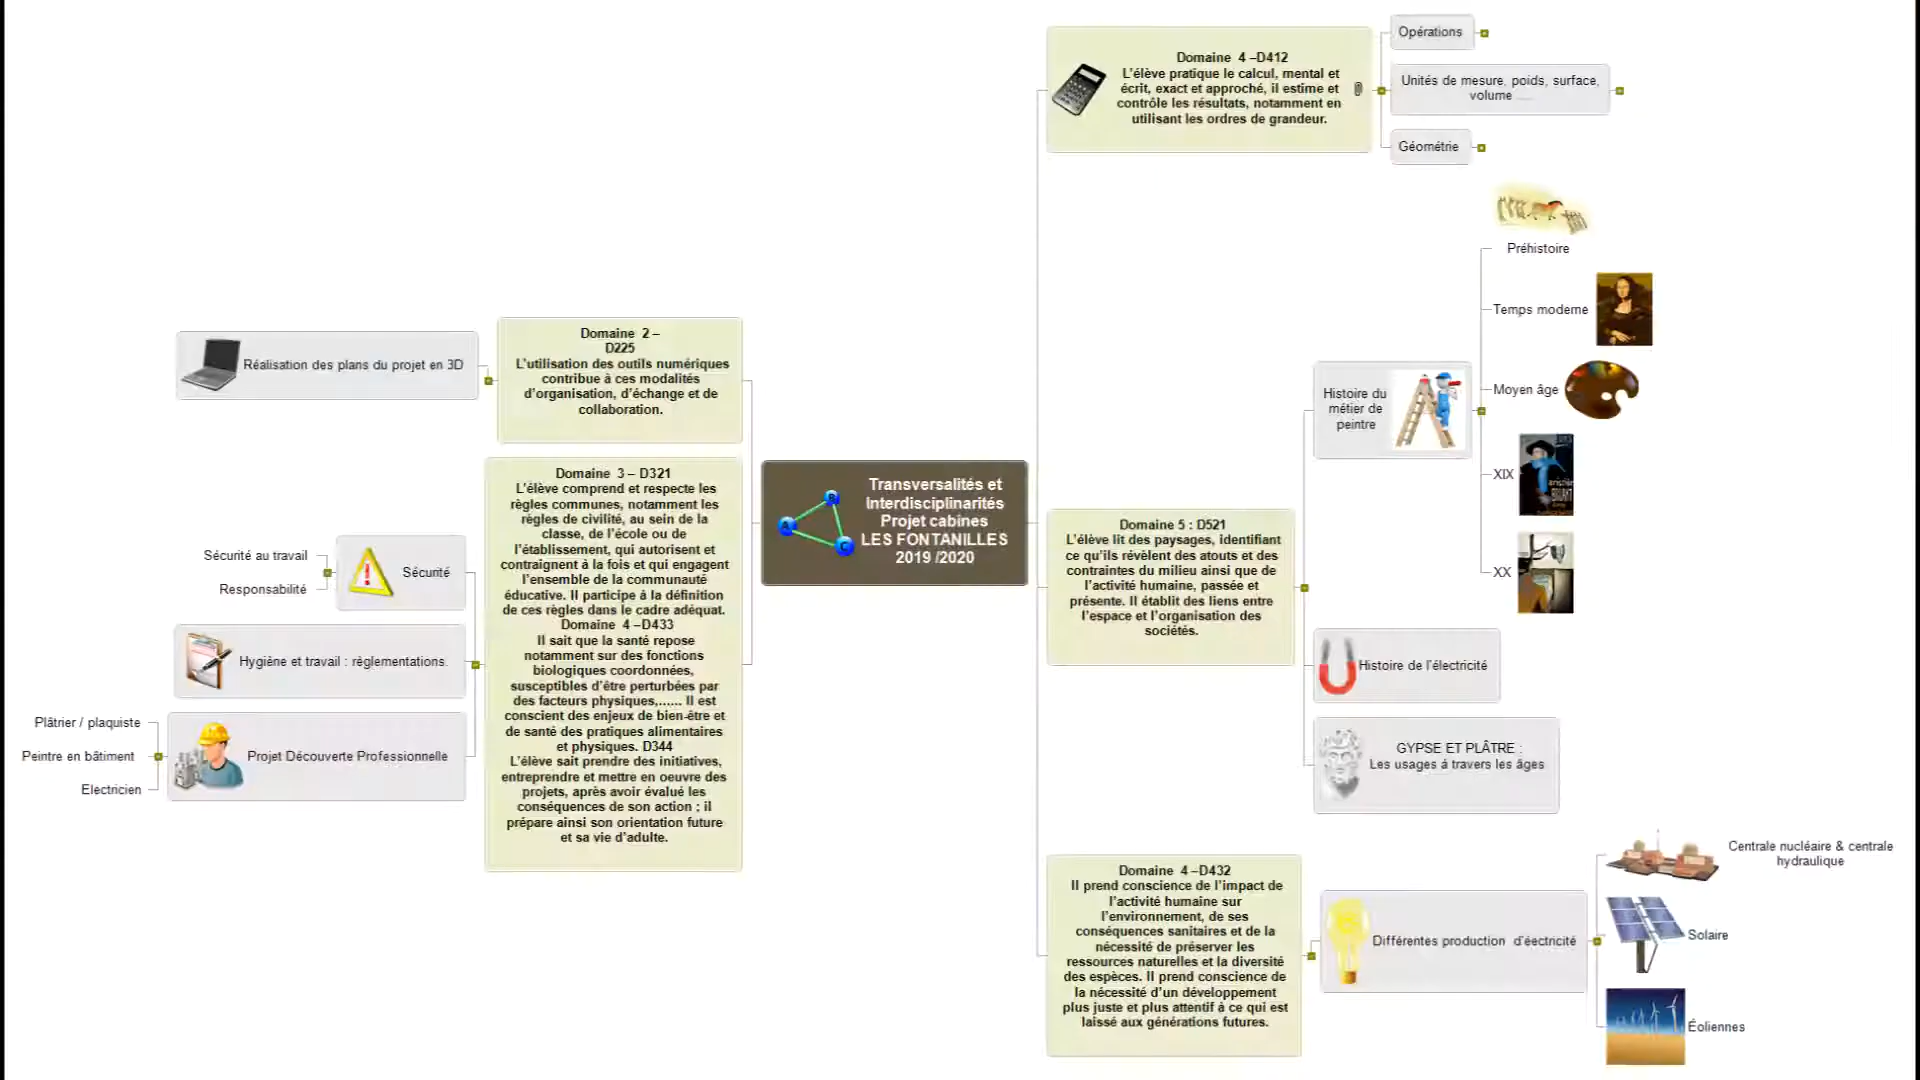 Transversalités et
Interdisciplinarités
Projet cabines
LES FONTANILLES
2019 /2020
A
B
C
Domaine 4 –D412
L'élève pratique le calcul, mental et
écrit, exact et approché, il estime et
contrôle les résultats, notamment en
utilisant les ordres de grandeur.
Opérations
Unités de mesure, poids, surface,
volume ....
Géométrie
Domaine 5 : D521
L'élève lit des paysages, identifiant
ce qu'ils révèlent des atouts et des
contraintes du milieu ainsi que de
l'activité humaine, passée et
présente. Il établit des liens entre
l'espace et l'organisation des
sociétés.
Histoire du
métier de
peintre
Préhistoire
Temps moderne
Moyen âge
XIX
XX
Histoire de l'électricité
GYPSE ET PLÂTRE :
Les usages à travers les âges
Domaine 4 –D432
Il prend conscience de l'impact de
l'activité humaine sur
l'environnement, de ses
conséquences sanitaires et de la
nécessité de préserver les
ressources naturelles et la diversité
des espèces. Il prend conscience de
la nécessité d'un développement
plus juste et plus attentif à ce qui est
laissé aux générations futures.
Différentes production d'éectricité
Centrale nucléaire & centrale
hydraulique
Solaire
Éoliennes
Domaine 2 –
D225
L'utilisation des outils numériques
contribue à ces modalités
d'organisation, d'échange et de
collaboration.
Réalisation des plans du projet en 3D
Domaine 3 – D321
L'élève comprend et respecte les
règles communes, notamment les
règles de civilité, au sein de la
classe, de l'école ou de
l'établissement, qui autorisent et
contraignent à la fois et qui engagent
l'ensemble de la communauté
éducative. Il participe à la définition
de ces règles dans le cadre adéquat.
Domaine 4 –D433
Il sait que la santé repose
notamment sur des fonctions
biologiques coordonnées,
susceptibles d'être perturbées par
des facteurs physiques,...... Il est
conscient des enjeux de bien-être et
de santé des pratiques alimentaires
et physiques. D344
L'élève sait prendre des initiatives,
entreprendre et mettre en oeuvre des
projets, après avoir évalué les
conséquences de son action ; il
prépare ainsi son orientation future
et sa vie d'adulte.
Sécurité
Sécurité au travail
Responsabilité
Hygiène et travail : règlementations.
Projet Découverte Professionnelle
Plâtrier / plaquiste
Peintre en bâtiment
Electricien